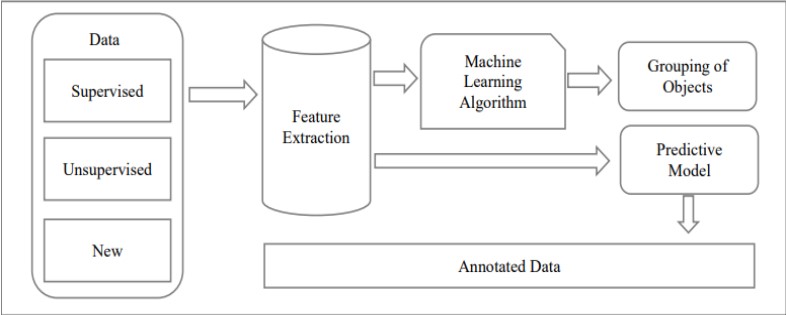 Data
Supervised
Unsupervised
New
Feature
Extraction
Machine
Learning
Algorithm
Grouping of
Objects
Predictive
Model
Annotated Data